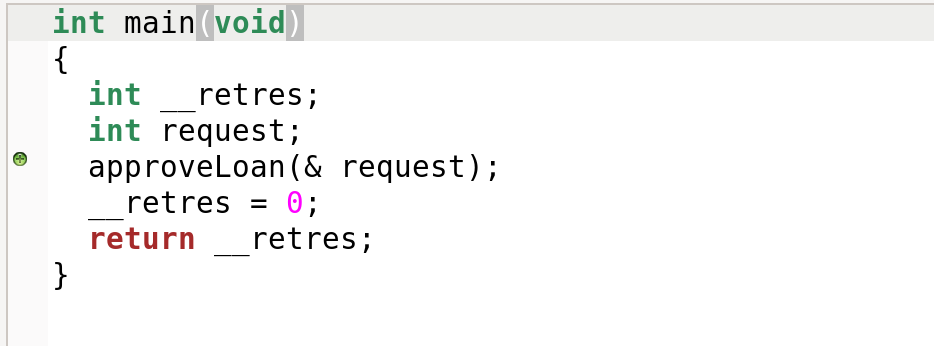 int main(void)
{
  int __retres;
  int request;
  approveLoan(& request);
  __retres = 0;
  return __retres;
}